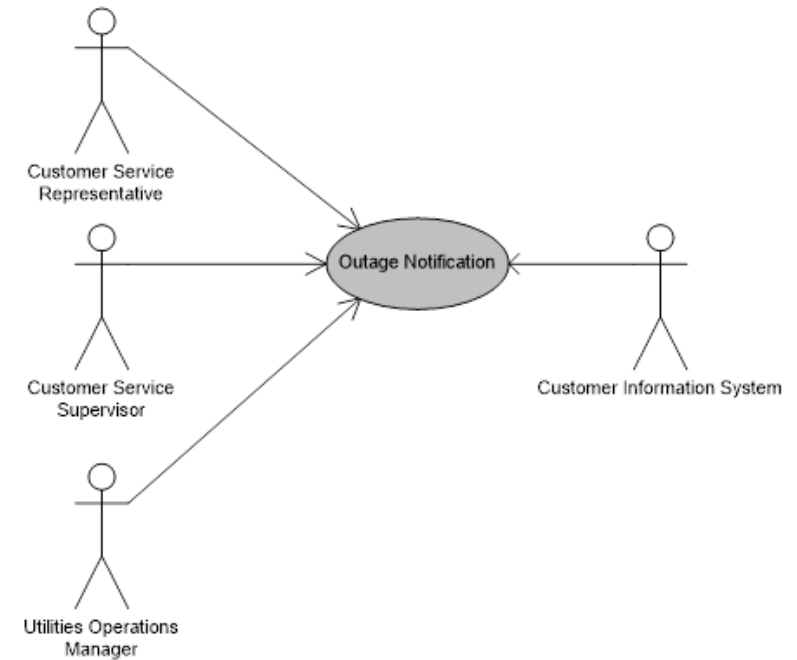 Customer Service
Representative
Outage Notification
Customer Service
Supervisor
Customer Information System
Utilities Operations
Manager